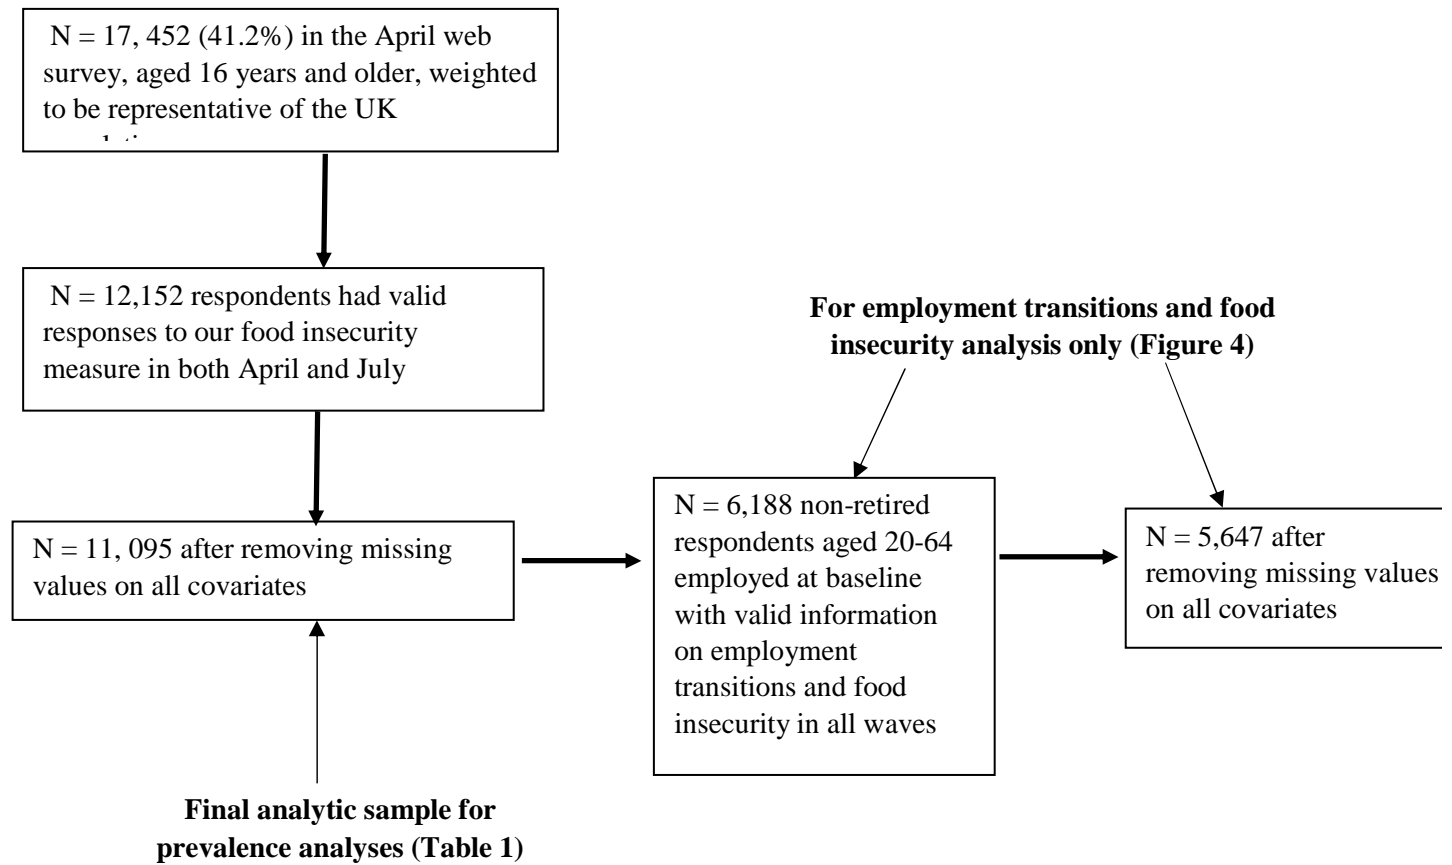 N = 17, 452 (41.2%) in the April web
survey, aged 16 years and older, weighted
to be representative of the UK
N = 12,152 respondents had valid
responses to our food insecurity
measure in both April and July
For employment transitions and food
insecurity analysis only (Figure 4)
N = 11, 095 after removing missing
values on all covariates
N = 6,188 non-retired
respondents aged 20-64
employed at baseline
with valid information
on employment
transitions and food
insecurity in all waves
N = 5,647 after
removing missing values
on all covariates
Final analytic sample for
prevalence analyses (Table 1)